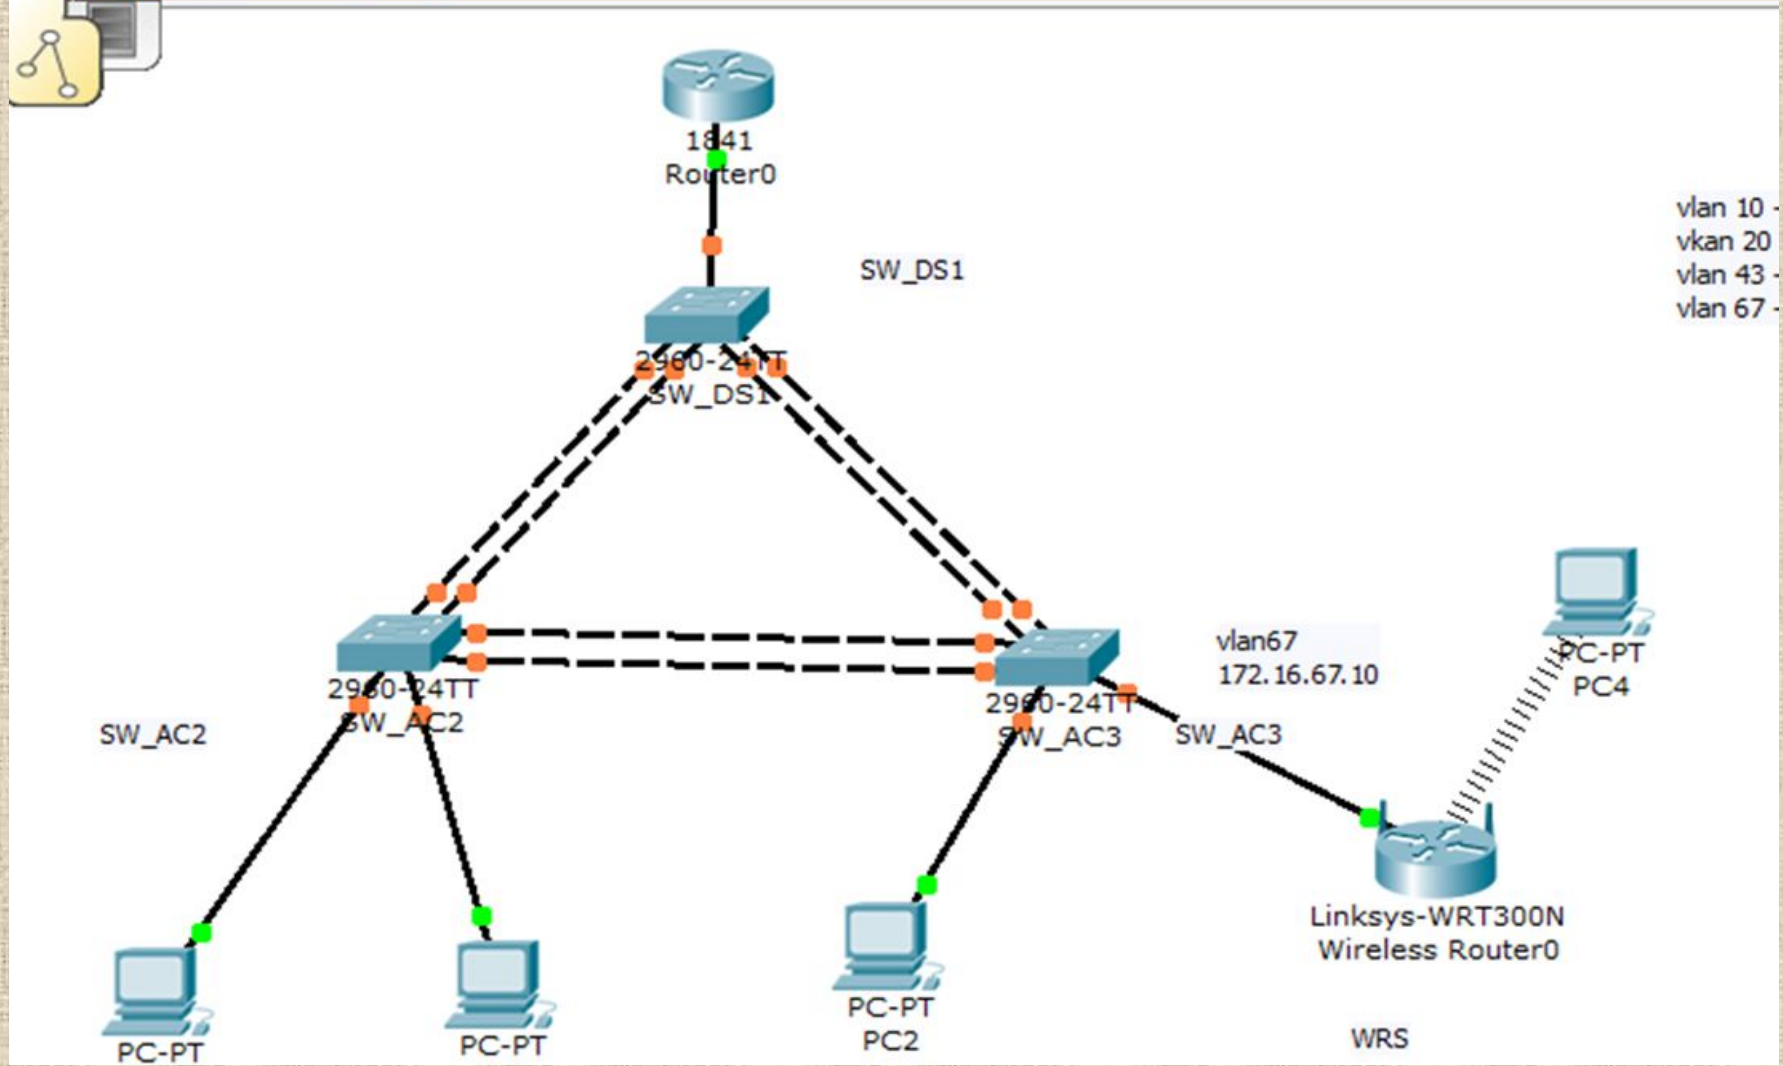 1841
Router0
SW_DS1
vlan 10 -
vkan 20
vlan 43 -
vlan 67 -
2960-24TT
SW_DS1
vlan67
172.16.67.10
PC-PT
PC4
2960-24TT
SW_AC2
SW_AC2
2960-24TT
SW_AC3
SW_AC3
Linksys-WRT300N
Wireless Router0
PC-PT
PC-PT
PC-PT
PC2
WRS